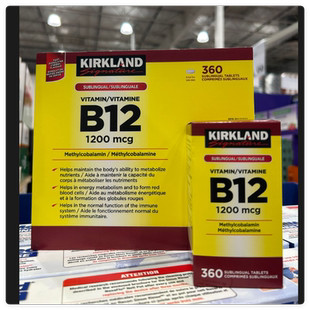 KIRKLAND
Signature
360
SUBLINGUAL TABLETS
COMPRIMÉS SUBLINGUAUX
SUBLINGUAL/SUBLINGUALE
VITAMIN/VITAMINE
B12
1200 mcg
Methylcobalamin / Méthylcobalamine
Helps maintain the body's ability to metabolize
nutrients / Aide à maintenir la capacité du
corps à métaboliser les nutriments
Helps in energy metabolism and to form red
blood cells / Aide au métabolisme énergétique
et à la formation des globules rouges
Helps in the normal function of the immune
system / Aide le fonctionnement normal du
système immunitaire.
KIRKLAND
Signature
SUBLINGUAL/SUBLINGUALE
VITAMIN/VITAMINE
B12
1200 mcg
Methylcobalamin
Méthylcobalamine
360 SUBLINGUAL TABLETS
COMPRIMÉS SUBLINGUAUX
ATTENTION